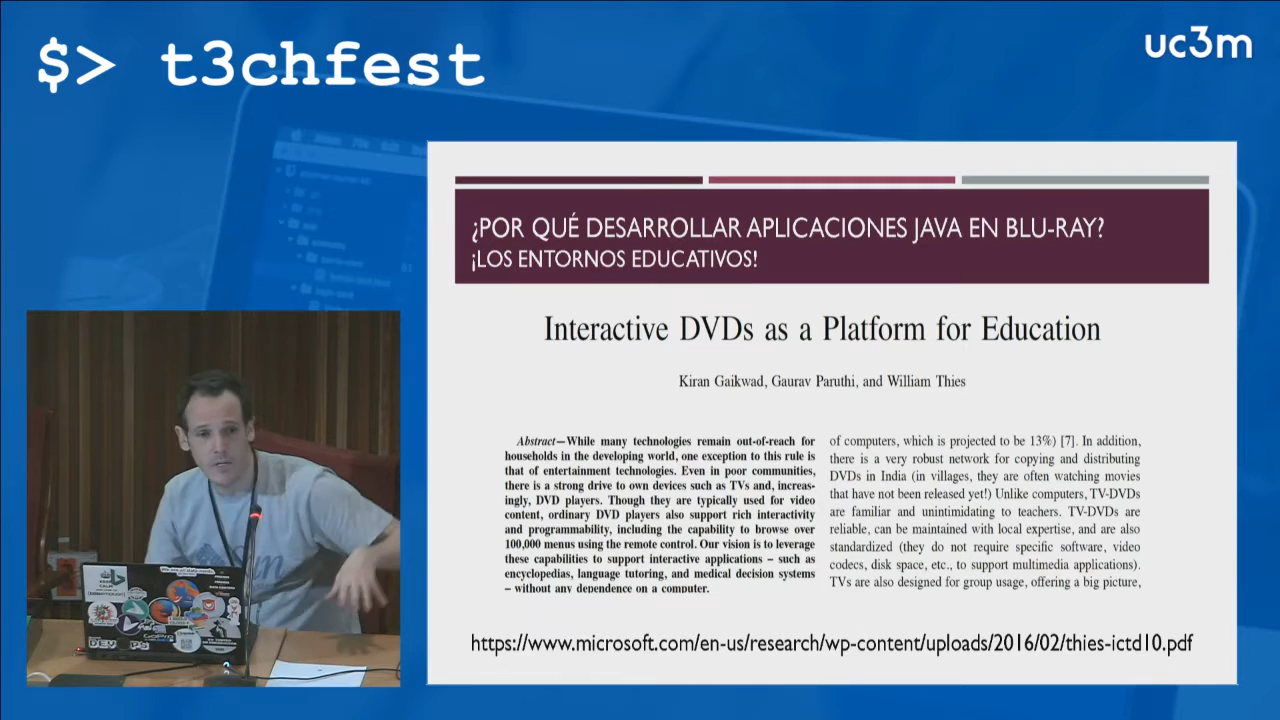 $> t3chfest
uc3m
¿POR QUÉ DESARROLLAR APLICACIONES JAVA EN BLU-RAY?
¡LOS ENTORNOS EDUCATIVOS!
Interactive DVDs as a Platform for Education
Kiran Gaikwad, Gaurav Paruthi, and William Thies
Abstract—While many technologies remain out-of-reach for
households in the developing world, one exception to this rule is
that of entertainment technologies. Even in poor communities,
there is a strong drive to own devices such as TVs and, increas-
ingly, DVD players. Though they are typically used for video
content, ordinary DVD players also support rich interactivity
and programmability, including the capability to browse over
100,000 menus using the remote control. Our vision is to leverage
these capabilities to support interactive applications – such as
encyclopedias, language tutoring, and medical decision systems
– without any dependence on a computer.
of computers, which is projected to be 13%) [7]. In addition,
there is a very robust network for copying and distributing
DVDs in India (in villages, they are often watching movies
that have not been released yet!) Unlike computers, TV-DVDs
are familiar and unintimidating to teachers. TV-DVDs are
reliable, can be maintained with local expertise, and are also
standardized (they do not require specific software, video
codecs, disk space, etc., to support multimedia applications).
TVs are also designed for group usage, offering a big picture,
https://www.microsoft.com/en-us/research/wp-content/uploads/2016/02/thies-ictd10.pdf